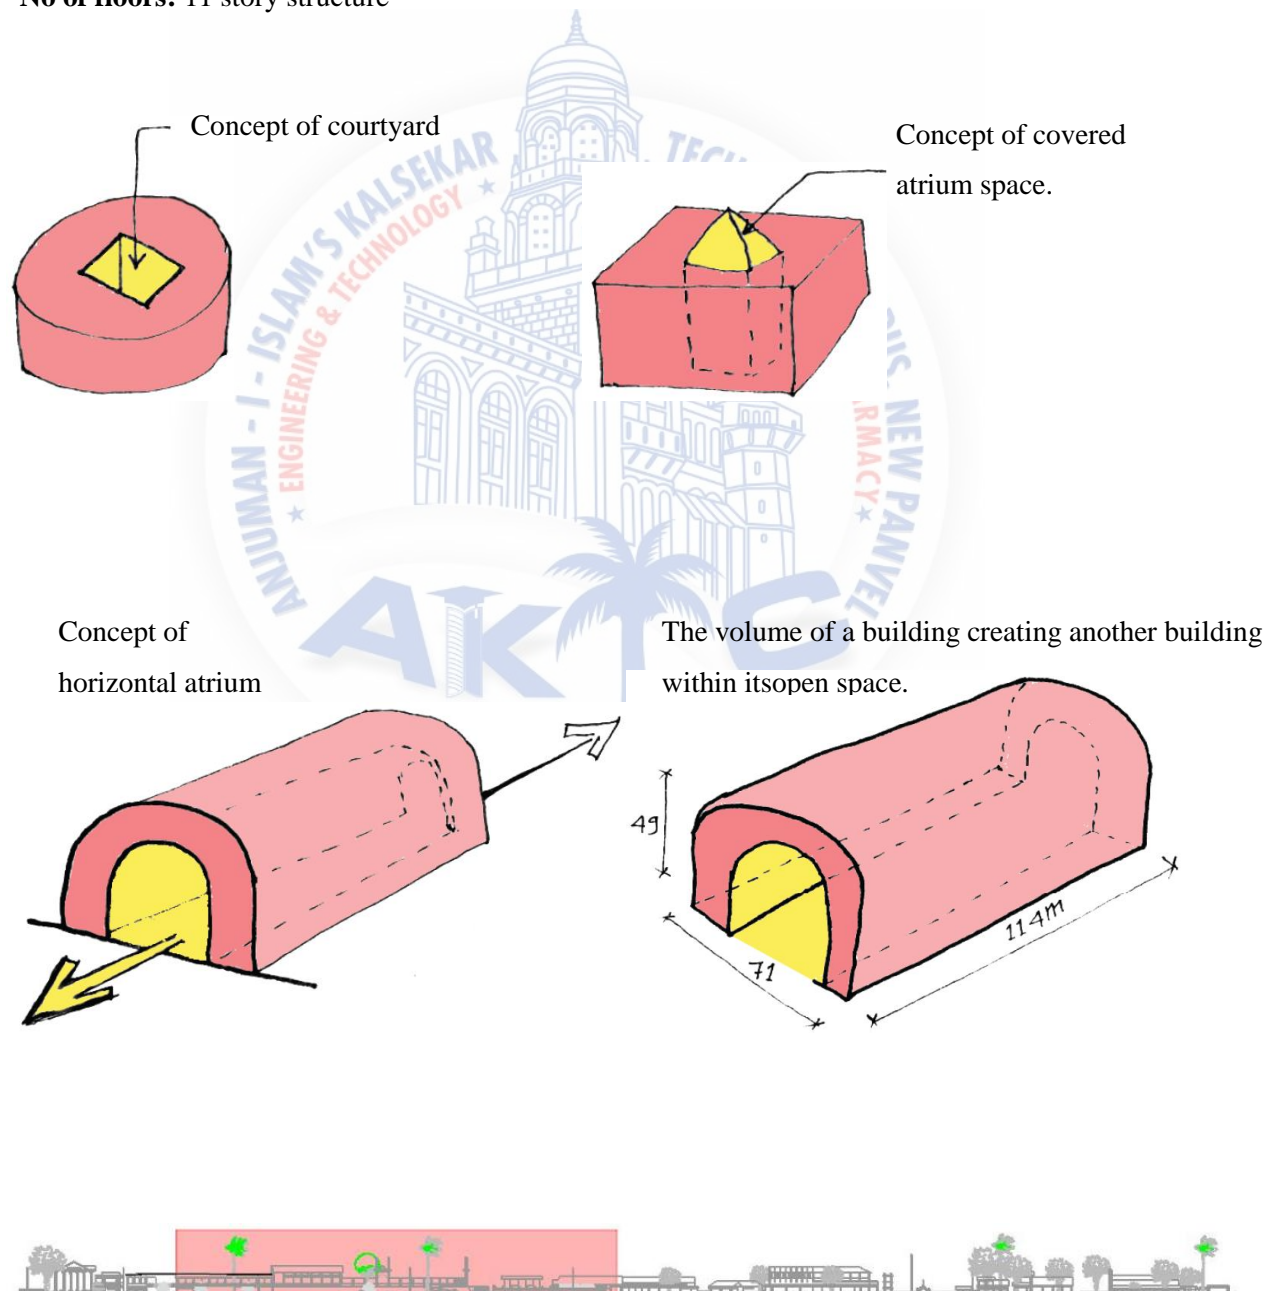 No of floors: 11 story structure
Concept of courtyard
Concept of covered
atrium space.
ANJUMAN - I - ISLAM'S KALSEKAR TECH
ENGINEERING & TECHNOLOGY
NEW PANVEL
AKTC
Concept of
horizontal atrium
The volume of a building creating another building
within itsopen space.
49
71
114m